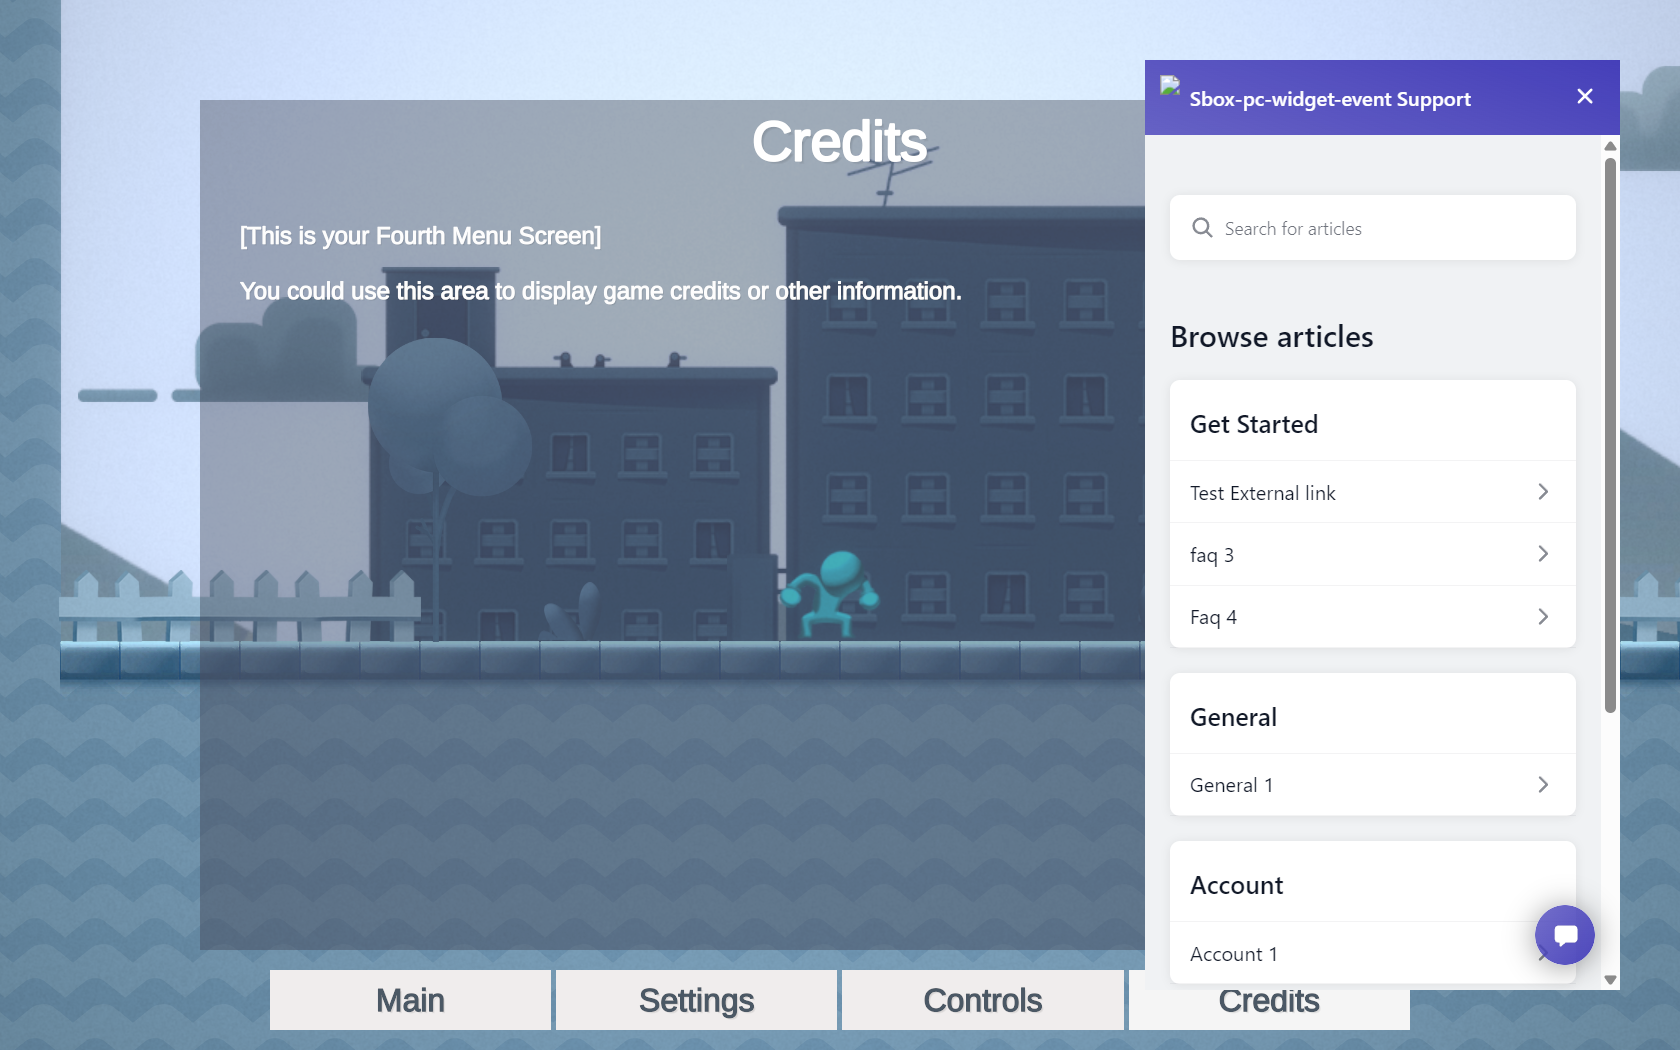 Credits
[This is your Fourth Menu Screen]
You could use this area to display game credits or other information.
Sbox-pc-widget-event Support
Search for articles
Browse articles
Get Started
Test External link
faq 3
Faq 4
General
General 1
Account
Account 1
Main
Settings
Controls
Credits